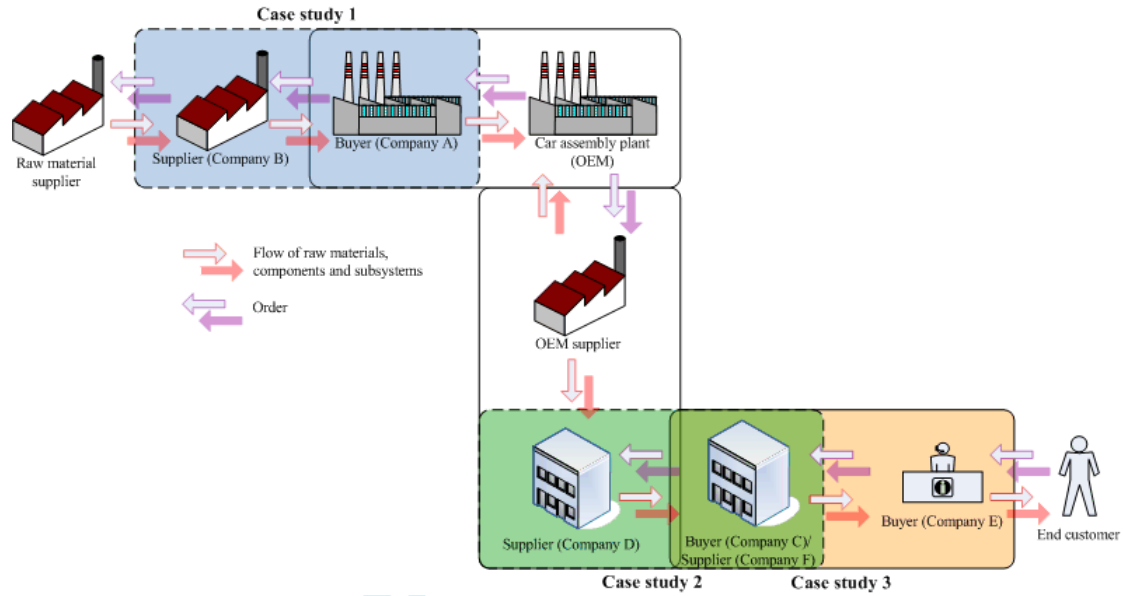 Case study 1
Raw material
supplier
Supplier (Company B)
Buyer (Company A)
Car assembly plant
(OEM)
Flow of raw materials,
components and subsystems
Order
OEM supplier
Supplier (Company D)
Buyer (Company C)/
Supplier (Company F)
Buyer (Company E)
End customer
Case study 2
Case study 3